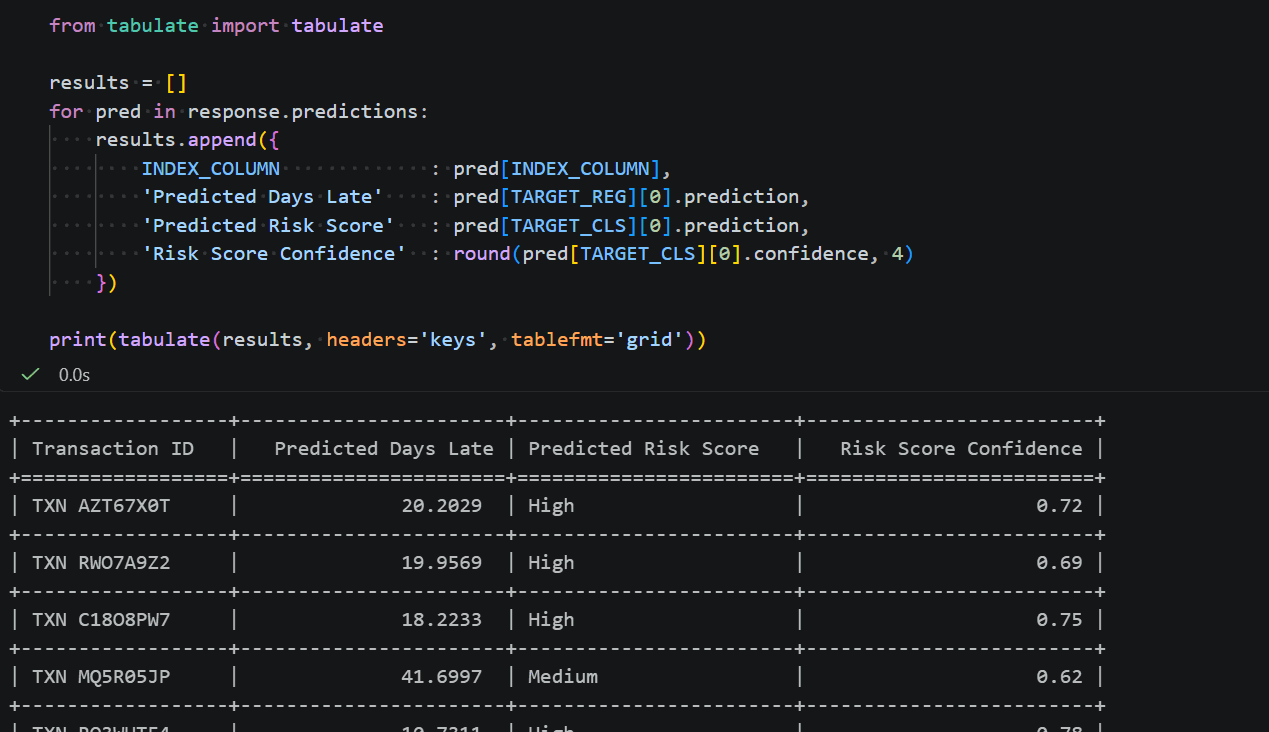 from tabulate import tabulate
results = []
for pred in response.predictions:
results.append({
INDEX_COLUMN : pred[INDEX_COLUMN],
'Predicted Days Late' : pred[TARGET_REG][0].prediction,
'Predicted Risk Score' : pred[TARGET_CLS][0].prediction,
'Risk Score Confidence' : round(pred[TARGET_CLS][0].confidence, 4)
})
print(tabulate(results, headers='keys', tablefmt='grid'))
0.0s
| Transaction ID | Predicted Days Late | Predicted Risk Score | Risk Score Confidence |
| TXN AZT67X0T | 20.2029 | High | 0.72 |
| TXN RWO7A9Z2 | 19.9569 | High | 0.69 |
| TXN C18O8PW7 | 18.2233 | High | 0.75 |
| TXN MQ5R05JP | 41.6997 | Medium | 0.62 |